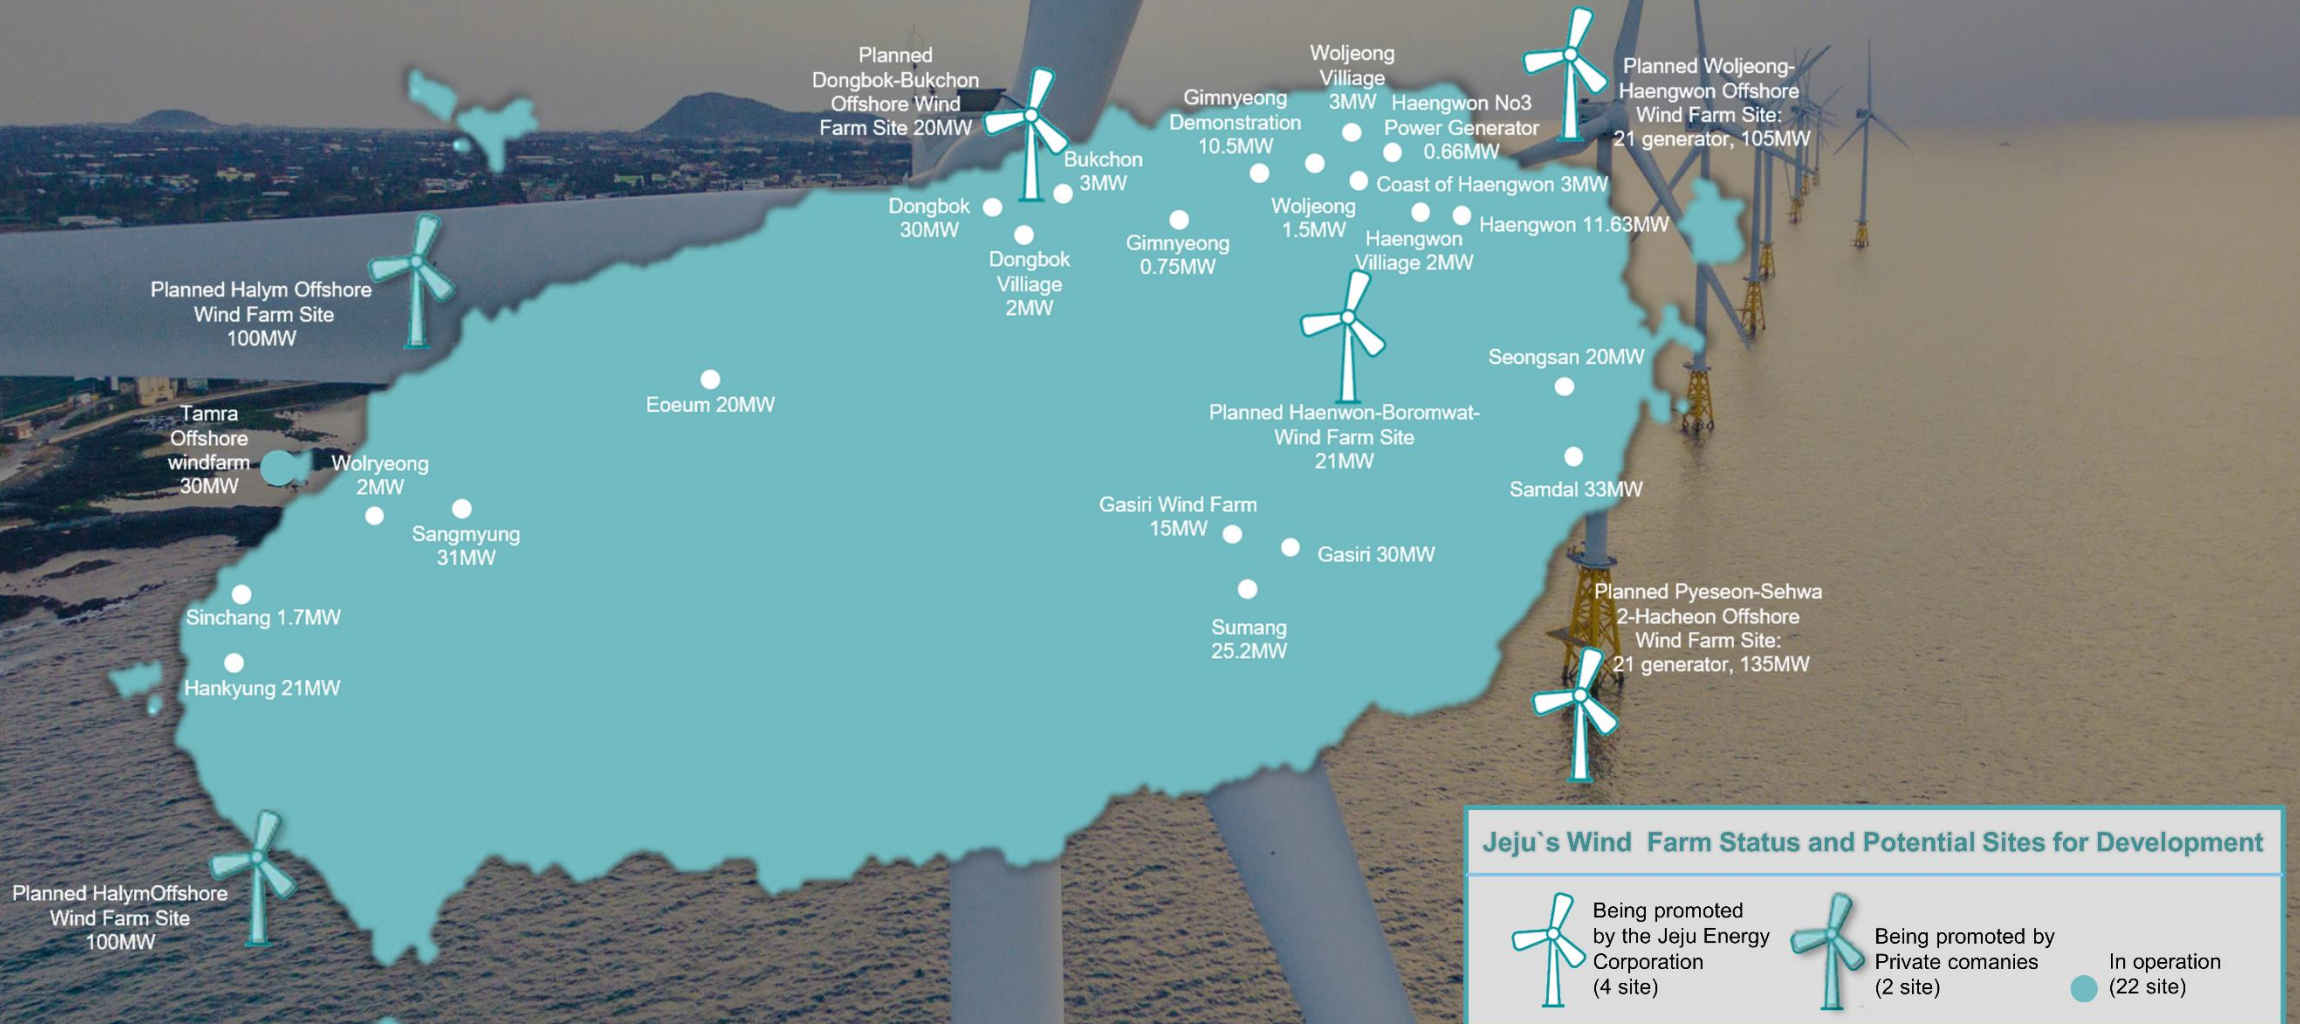 Planned
Dongbok-Bukchon
Offshore Wind
Farm Site 20MW
Bukchon
3MW
Dongbok
30MW
Dongbok
Villiage
2MW
Gimnyeong
Demonstration
10.5MW
Woljeong
Villiage
3MW
Haengwon No3
Power Generator
0.66MW
Coast of Haengwon 3MW
Woljeong
1.5MW
Gimnyeong
0.75MW
Haengwon
Villiage 2MW
Haengwon 11.63MW
Planned Woljeong-
Haengwon Offshore
Wind Farm Site:
21 generator, 105MW
Planned Halym Offshore
Wind Farm Site
100MW
Eoeum 20MW
Planned Haenwon-Boromwat-
Wind Farm Site
21MW
Seongsan 20MW
Samdal 33MW
Tamra
Offshore
windfarm
30MW
Wolryeong
2MW
Sangmyung
31MW
Gasiri Wind Farm
15MW
Gasiri 30MW
Sumang
25.2MW
Sinchang 1.7MW
Hankyung 21MW
Planned Pyeseon-Sehwa
2-Hacheon Offshore
Wind Farm Site:
21 generator, 135MW
Planned HalymOffshore
Wind Farm Site
100MW
Jeju`s Wind Farm Status and Potential Sites for Development
Being promoted
by the Jeju Energy
Corporation
(4 site)
Being promoted by
Private comanies
(2 site)
In operation
(22 site)